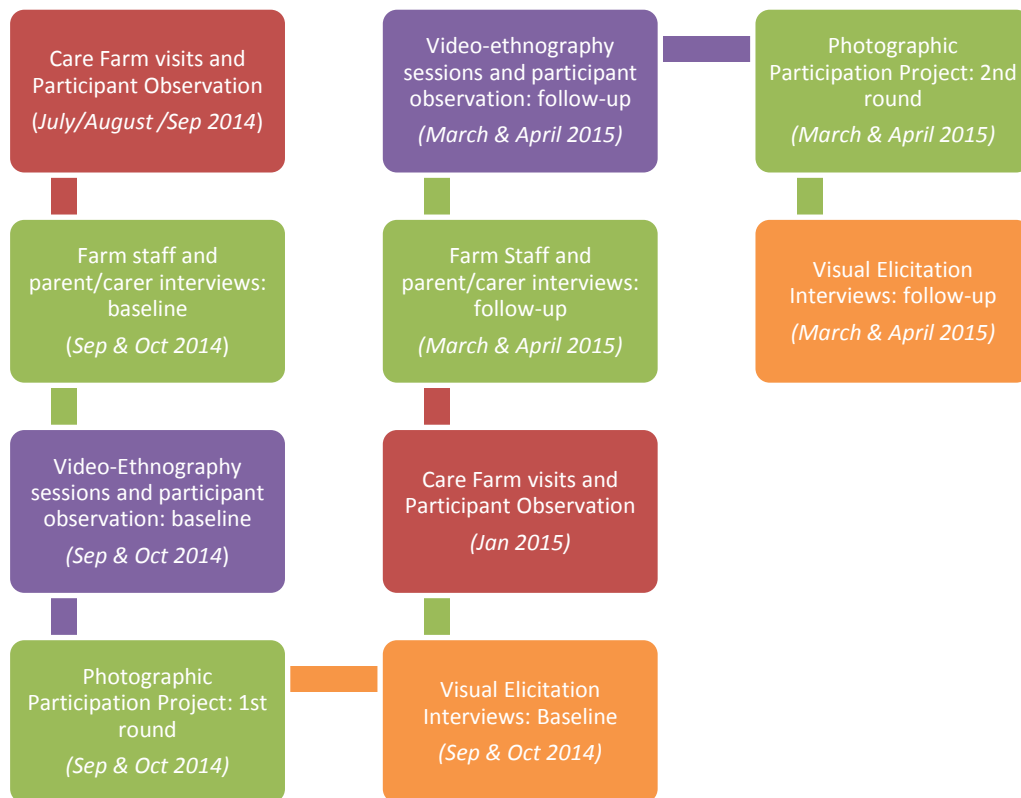 Care Farm visits and
Participant Observation
(July/August /Sep 2014)
Farm staff and
parent/carer interviews:
baseline
(Sep & Oct 2014)
Video-Ethnography
sessions and participant
observation: baseline
(Sep & Oct 2014)
Photographic
Participation Project: 1st
round
(Sep & Oct 2014)
Visual Elicitation
Interviews: Baseline
(Sep & Oct 2014)
Care Farm visits and
Participant Observation
(Jan 2015)
Farm Staff and
parent/carer interviews:
follow-up
(March & April 2015)
Video-ethnography
sessions and participant
observation: follow-up
(March & April 2015)
Photographic
Participation Project: 2nd
round
(March & April 2015)
Visual Elicitation
Interviews: follow-up
(March & April 2015)